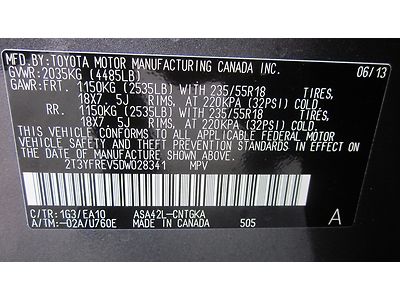 MFD.BY:TOYOTA MOTOR MANUFACTURING CANADA INC.
GVWR: 2035KG (4485LB) 06/13
GAWR:FRT. 1150KG (2535LB) WITH 235/55R18 TIRES,
18X7.5J RIMS, AT 220KPA (32PSI) COLD.
RR. 1150KG (2535LB) WITH 235/55R18 TIRES,
18X7.5J RIMS, AT 220KPA (32PSI) COLD.
THIS VEHICLE CONFORMS TO ALL APPLICABLE FEDERAL MOTOR
VEHICLE SAFETY STANDARDS IN EFFECT ON THE
DATE OF MANUFACTURE SHOWN ABOVE.
2T3YFREV5DW028341 MPV
C/TR: 1G3/EA10 ASA42L-CNTGKA A
A/TM:-02A/U760E MADE IN CANADA 505